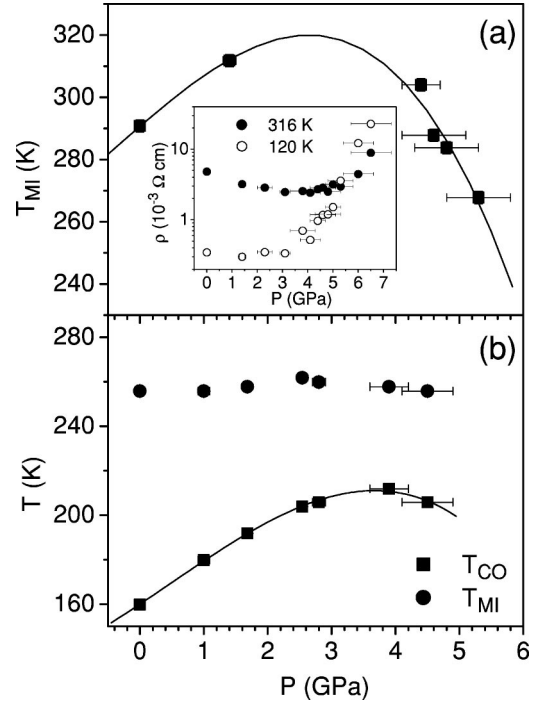 (a)
T_MI (K)
320
300
280
260
240
316 K
120 K
ρ (10⁻³ Ω cm)
10
1
0 1 2 3 4 5 6 7
P (GPa)
(b)
T (K)
280
240
200
160
T_CO
T_MI
0 1 2 3 4 5 6
P (GPa)